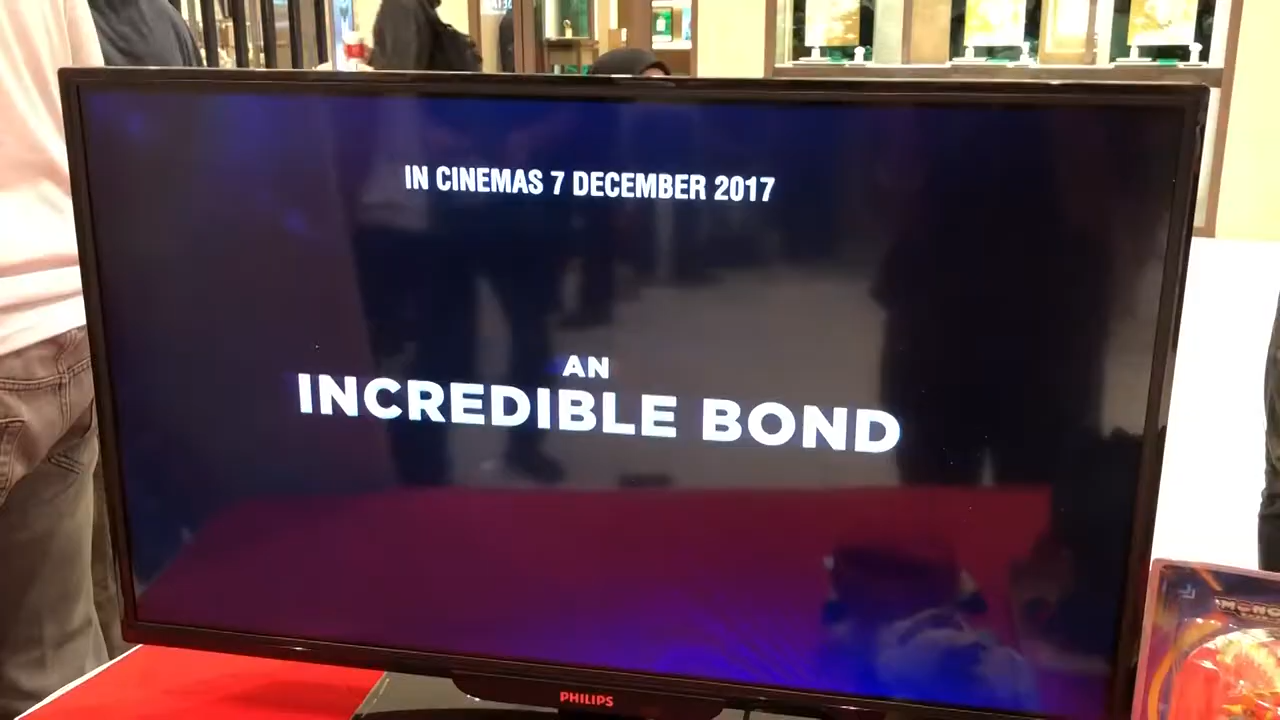 IN CINEMAS 7 DECEMBER 2017
AN
INCREDIBLE BOND
PHILIPS